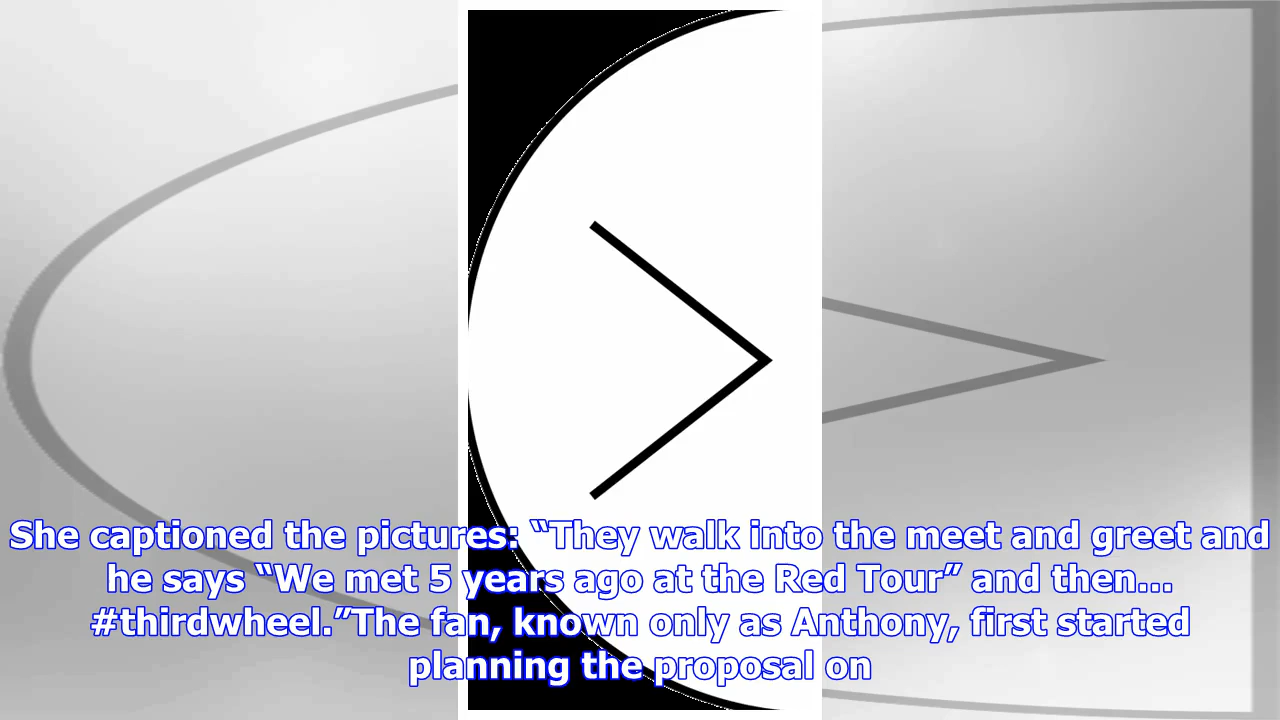 She captioned the pictures: “They walk into the meet and greet and
he says “We met 5 years ago at the Red Tour” and then...
#thirdwheel.”The fan, known only as Anthony, first started
planning the proposal on